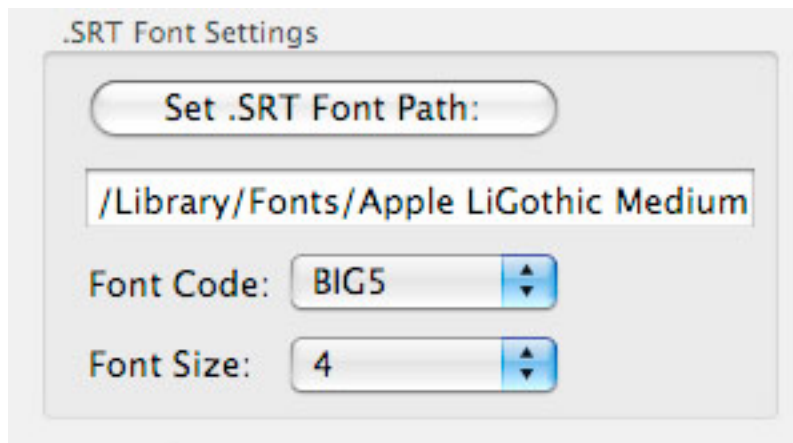 .SRT Font Settings
Set .SRT Font Path:
/Library/Fonts/Apple LiGothic Medium
Font Code: BIG5
Font Size: 4